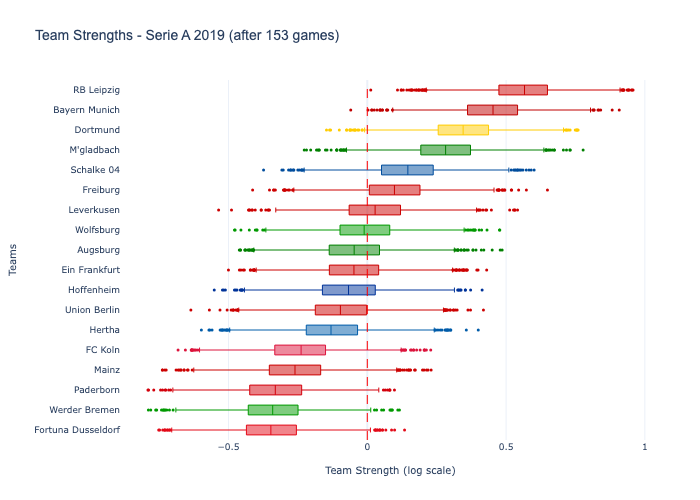 Team Strengths - Serie A 2019 (after 153 games)
RB Leipzig
Bayern Munich
Dortmund
M'gladbach
Schalke 04
Freiburg
Leverkusen
Wolfsburg
Augsburg
Ein Frankfurt
Hoffenheim
Union Berlin
Hertha
FC Koln
Mainz
Paderborn
Werder Bremen
Fortuna Dusseldorf
Teams
−0.5 0 0.5 1
Team Strength (log scale)